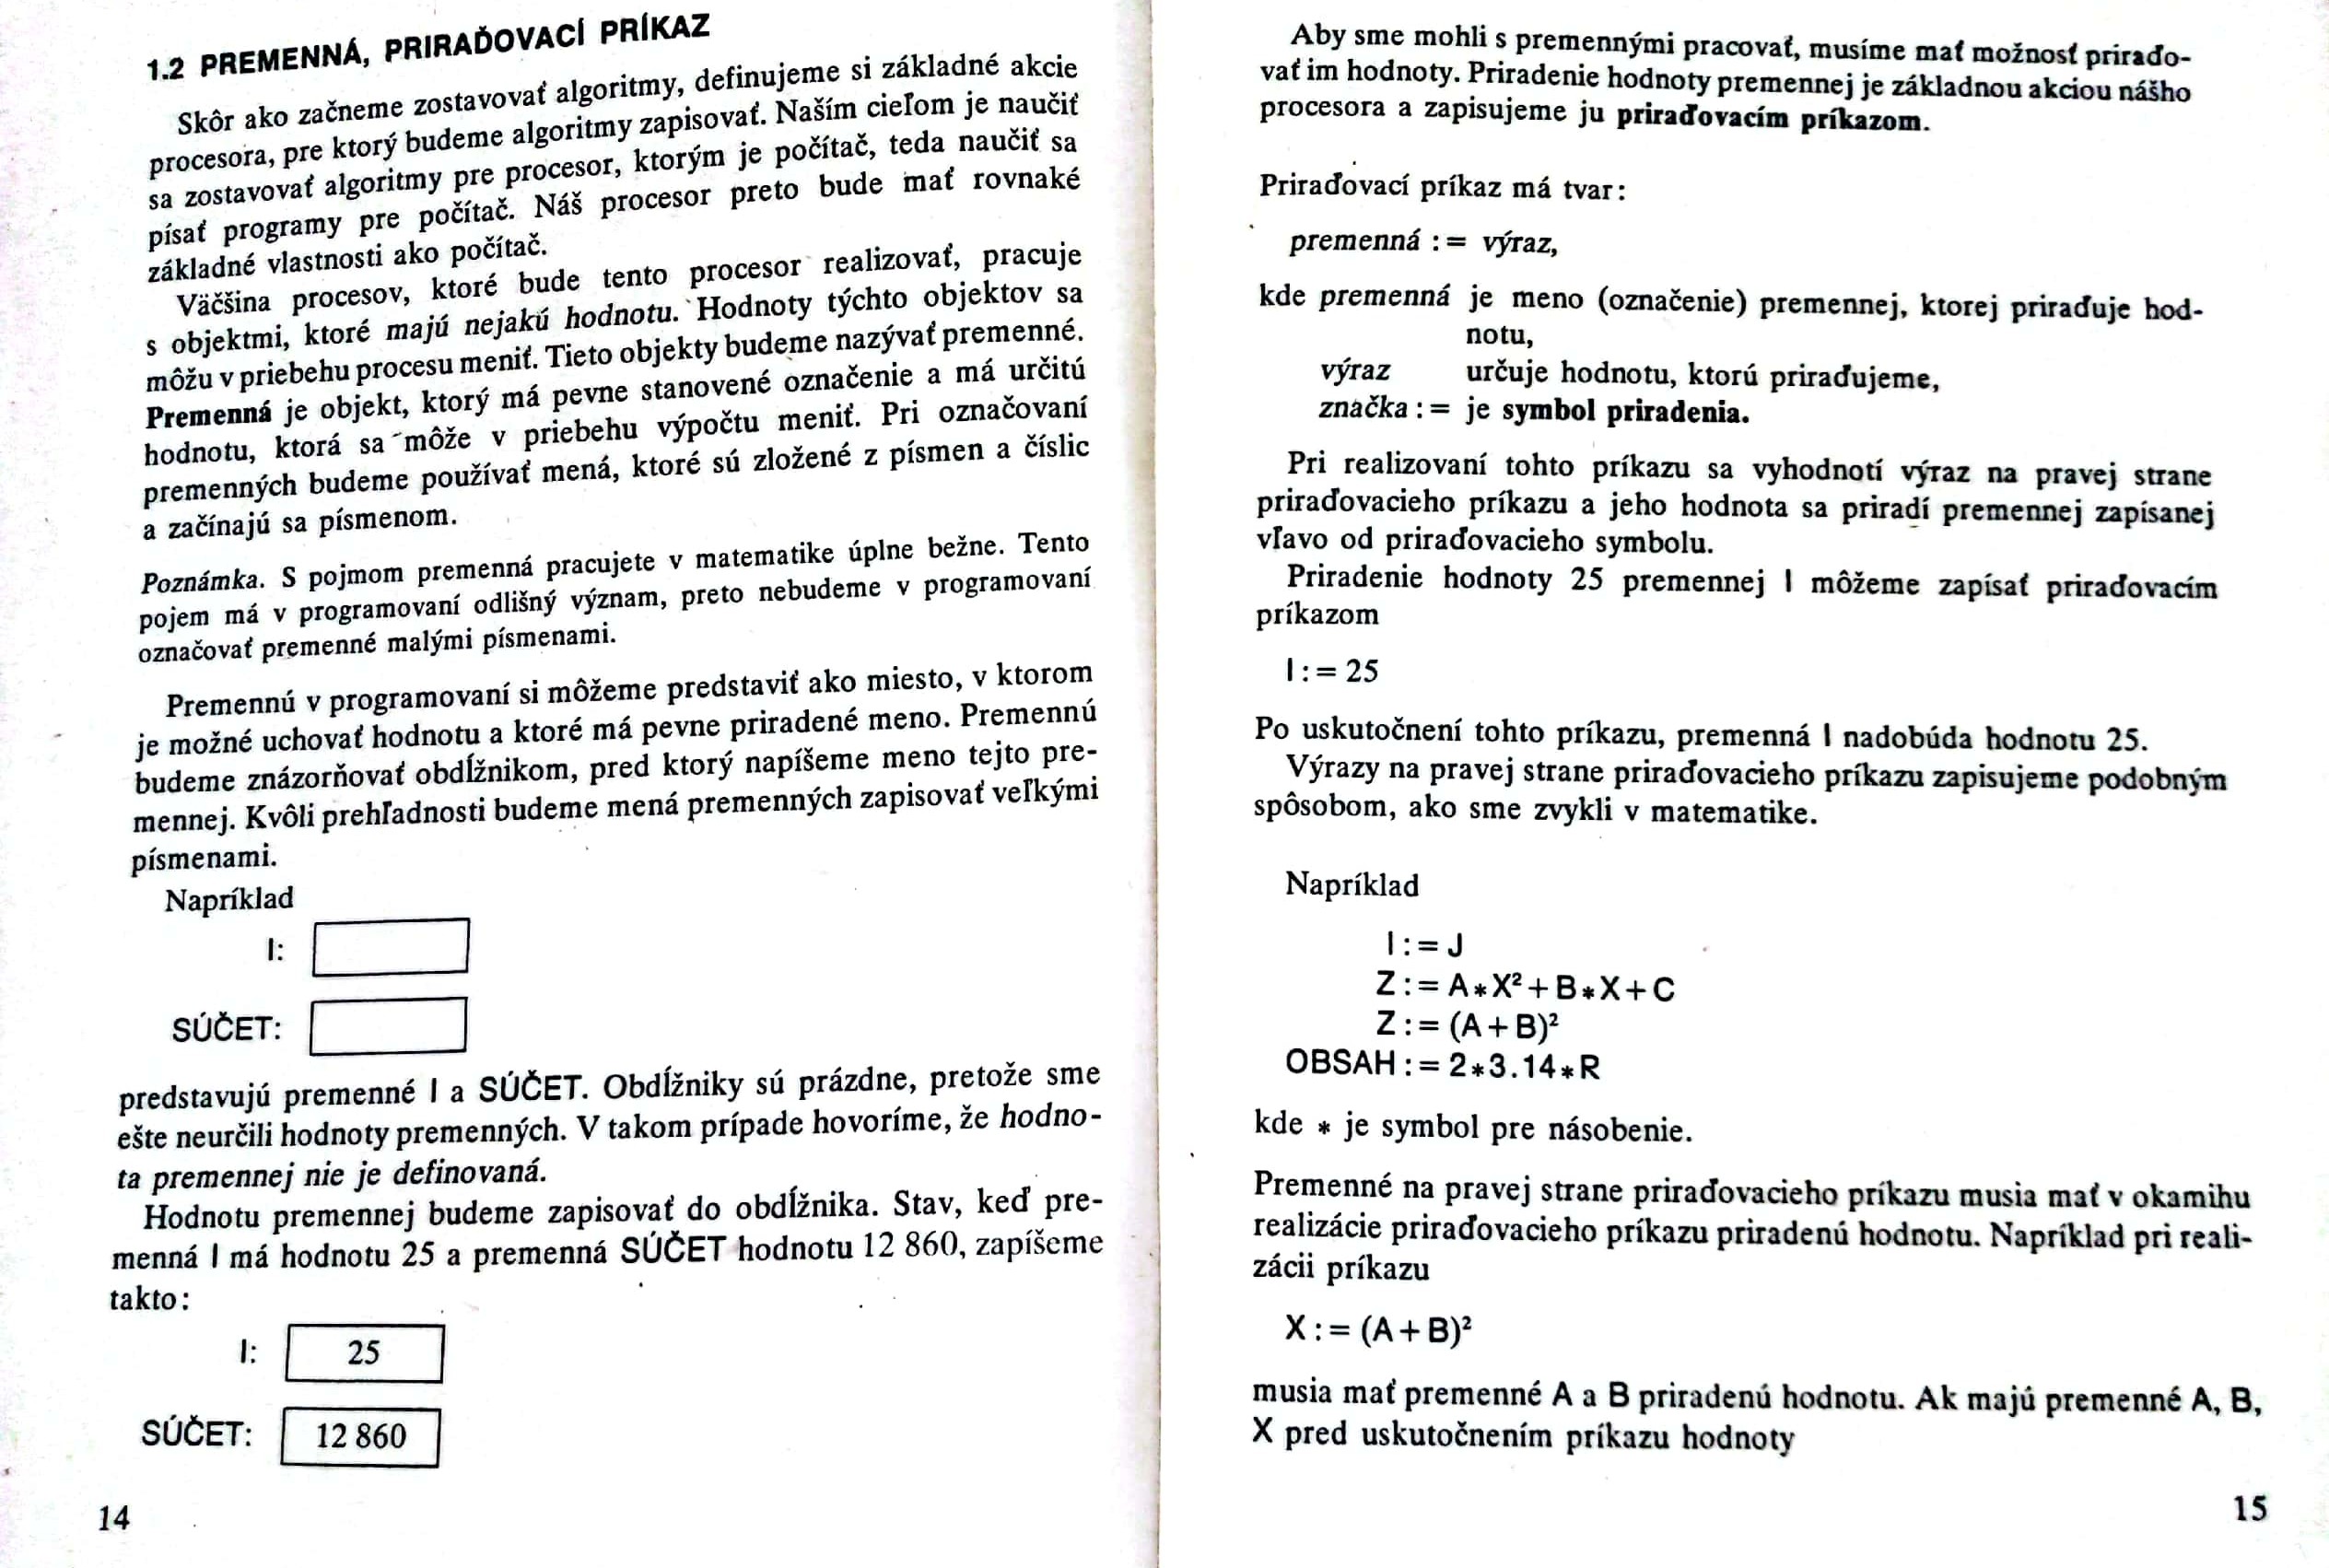 1.2 PREMENNÁ, PRIRAĎOVACÍ PRÍKAZ
Skôr ako začneme zostavovať algoritmy, definujeme si základné akcie
procesora, pre ktorý budeme algoritmy zapisovať. Naším cieľom je naučiť
sa zostavovať algoritmy pre procesor, ktorým je počítač, teda naučiť sa
písať programy pre počítač. Náš procesor preto bude mať rovnaké
základné vlastnosti ako počítač.
Väčšina procesov, ktoré bude tento procesor realizovať, pracuje
s objektmi, ktoré majú nejakú hodnotu. Hodnoty týchto objektov sa
môžu v priebehu procesu meniť. Tieto objekty budeme nazývať premenné.
Premenná je objekt, ktorý má pevne stanovené označenie a má určitú
hodnotu, ktorá sa môže v priebehu výpočtu meniť. Pri označovaní
premenných budeme používať mená, ktoré sú zložené z písmen a číslic
a začínajú sa písmenom.
Poznámka. S pojmom premenná pracujete v matematike úplne bežne. Tento
pojem má v programovaní odlišný význam, preto nebudeme v programovaní
označovať premenné malými písmenami.
Premennú v programovaní si môžeme predstaviť ako miesto, v ktorom
je možné uchovať hodnotu a ktoré má pevne priradené meno. Premennú
budeme znázorňovať obdĺžnikom, pred ktorý napíšeme meno tejto pre-
mennej. Kvôli prehľadnosti budeme mená premenných zapisovať veľkými
písmenami.
Napríklad
I:
SÚČET:
predstavujú premenné I a SÚČET. Obdĺžniky sú prázdne, pretože sme
ešte neurčili hodnoty premenných. V takom prípade hovoríme, že hodno-
ta premennej nie je definovaná.
Hodnotu premennej budeme zapisovať do obdĺžnika. Stav, keď pre-
menná I má hodnotu 25 a premenná SÚČET hodnotu 12 860, zapíšeme
takto:
I: 25
SÚČET: 12 860
14
Aby sme mohli s premennými pracovať, musíme mať možnosť priraďo-
vať im hodnoty. Priradenie hodnoty premennej je základnou akciou nášho
procesora a zapisujeme ju priraďovacím príkazom.
Priraďovací príkaz má tvar:
premenná := výraz,
kde premenná je meno (označenie) premennej, ktorej priraďuje hod-
notu,
výraz určuje hodnotu, ktorú priraďujeme,
značka := je symbol priradenia.
Pri realizovaní tohto príkazu sa vyhodnotí výraz na pravej strane
priraďovacieho príkazu a jeho hodnota sa priradí premennej zapísanej
vľavo od priraďovacieho symbolu.
Priradenie hodnoty 25 premennej I môžeme zapísať priraďovacím
príkazom
I := 25
Po uskutočnení tohto príkazu, premenná I nadobúda hodnotu 25.
Výrazy na pravej strane priraďovacieho príkazu zapisujeme podobným
spôsobom, ako sme zvykli v matematike.
Napríklad
I := J
Z := A*X²+B*X+C
Z := (A+B)²
OBSAH := 2*3.14*R
kde * je symbol pre násobenie.
Premenné na pravej strane priraďovacieho príkazu musia mať v okamihu
realizácie priraďovacieho príkazu priradenú hodnotu. Napríklad pri reali-
zácii príkazu
X := (A+B)²
musia mať premenné A a B priradenú hodnotu. Ak majú premenné A, B,
X pred uskutočnením príkazu hodnoty
15